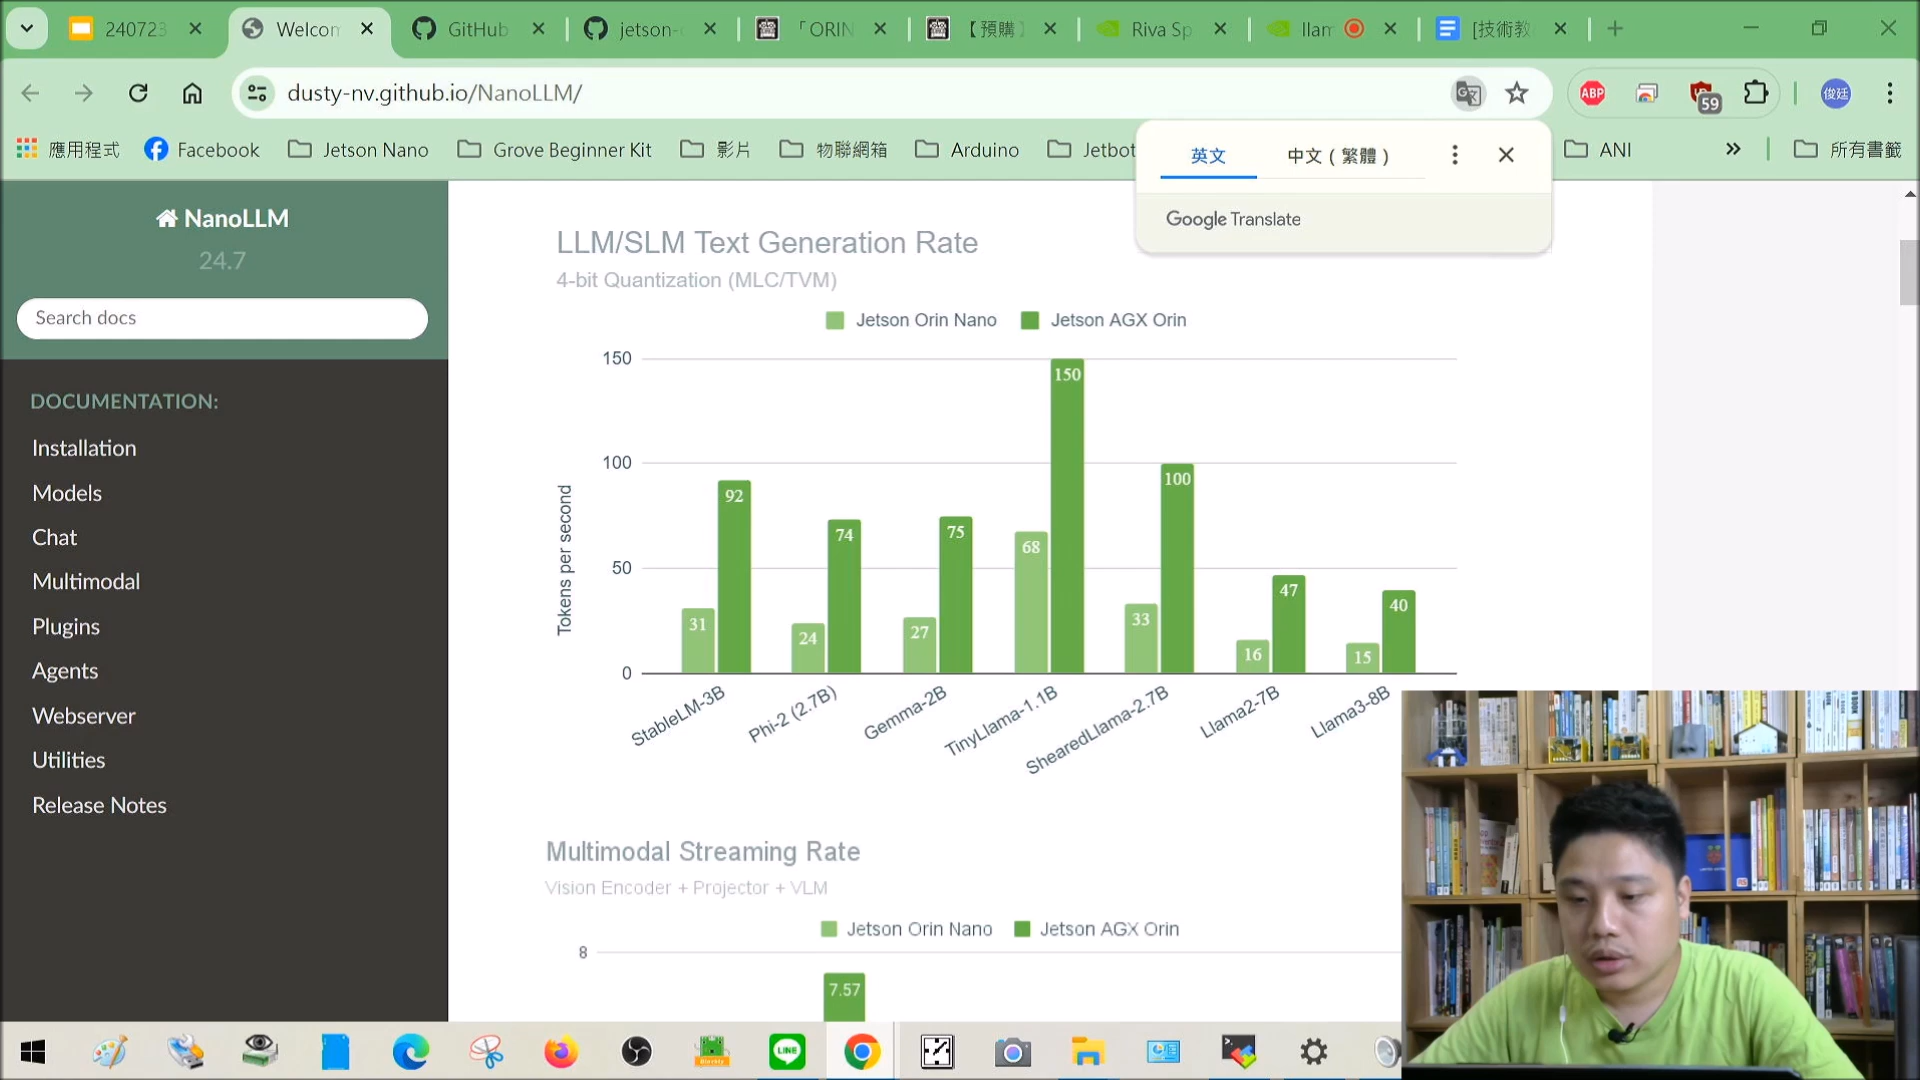 240723
Welcom
GitHub
jetson-
「ORIN
【預購】
Riva Sp
llam
[技術教
dusty-nv.github.io/NanoLLM/
ABP
59
俊廷
應用程式
Facebook
Jetson Nano
Grove Beginner Kit
影片
物聯網箱
Arduino
Jetbot
ANI
所有書籤
英文
中文（繁體）
Google Translate
NanoLLM
24.7
Search docs
DOCUMENTATION:
Installation
Models
Chat
Multimodal
Plugins
Agents
Webserver
Utilities
Release Notes
LLM/SLM Text Generation Rate
4-bit Quantization (MLC/TVM)
Jetson Orin Nano
Jetson AGX Orin
Tokens per second
150
100
50
0
31
92
24
74
27
75
68
150
33
100
16
47
15
40
StableLM-3B
Phi-2 (2.7B)
Gemma-2B
TinyLlama-1.1B
ShearedLlama-2.7B
Llama2-7B
Llama3-8B
Multimodal Streaming Rate
Vision Encoder + Projector + VLM
Jetson Orin Nano
Jetson AGX Orin
8
7.57
LINE